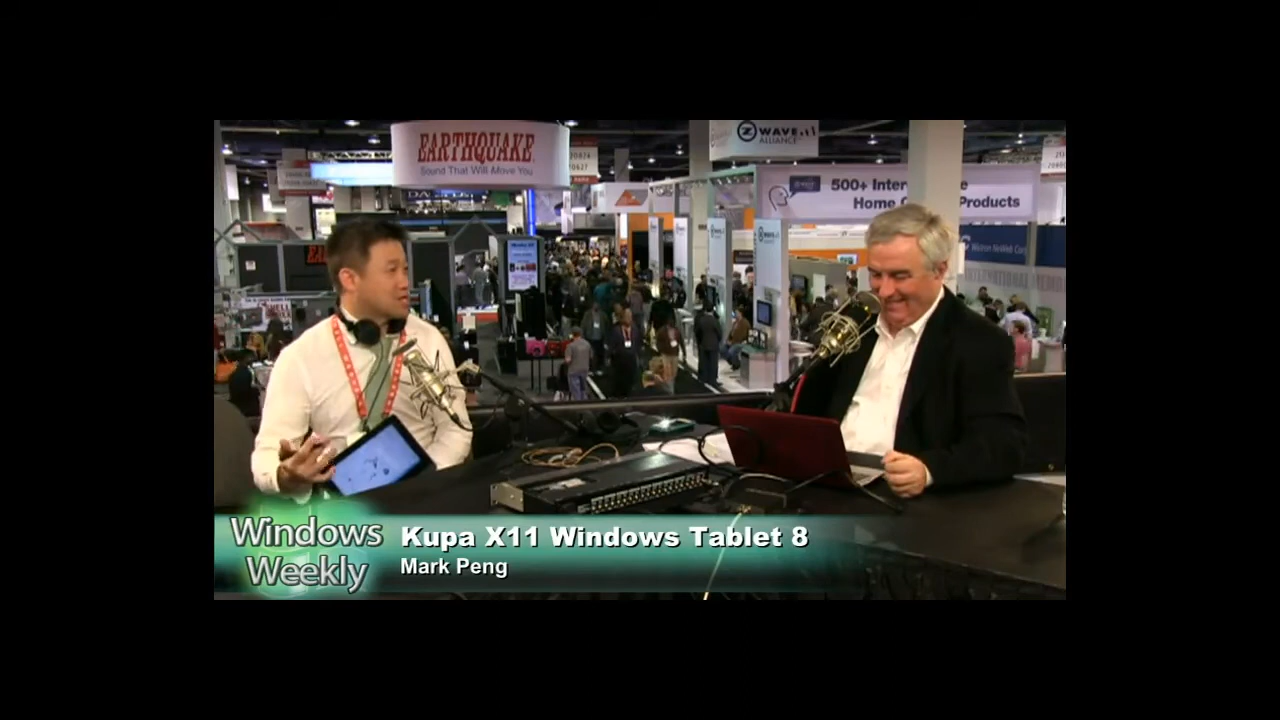 EARTHQUAKE
Sound That Will Move You
Z WAVE
ALLIANCE
500+ Inter
Home
Products
Windows
Weekly
Kupa X11 Windows Tablet 8
Mark Peng